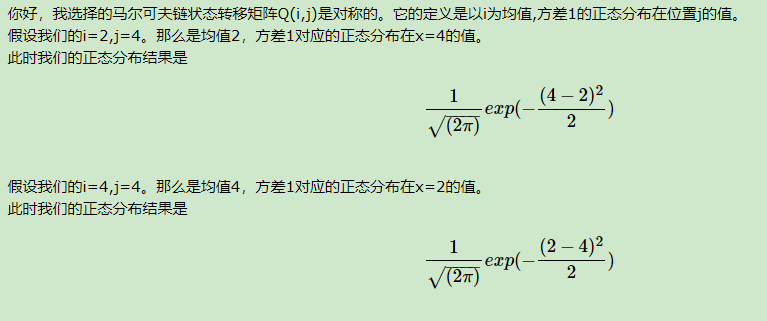 你好，我选择的马尔可夫链状态转移矩阵Q(i,j)是对称的。它的定义是以i为均值,方差1的正态分布在位置j的值。
假设我们的i=2,j=4。那么是均值2，方差1对应的正态分布在x=4的值。
此时我们的正态分布结果是
\frac{1}{\sqrt{(2π)}} exp(-\frac{(4-2)^2}{2})
假设我们的i=4,j=4。那么是均值4，方差1对应的正态分布在x=2的值。
此时我们的正态分布结果是
\frac{1}{\sqrt{(2π)}} exp(-\frac{(2-4)^2}{2})